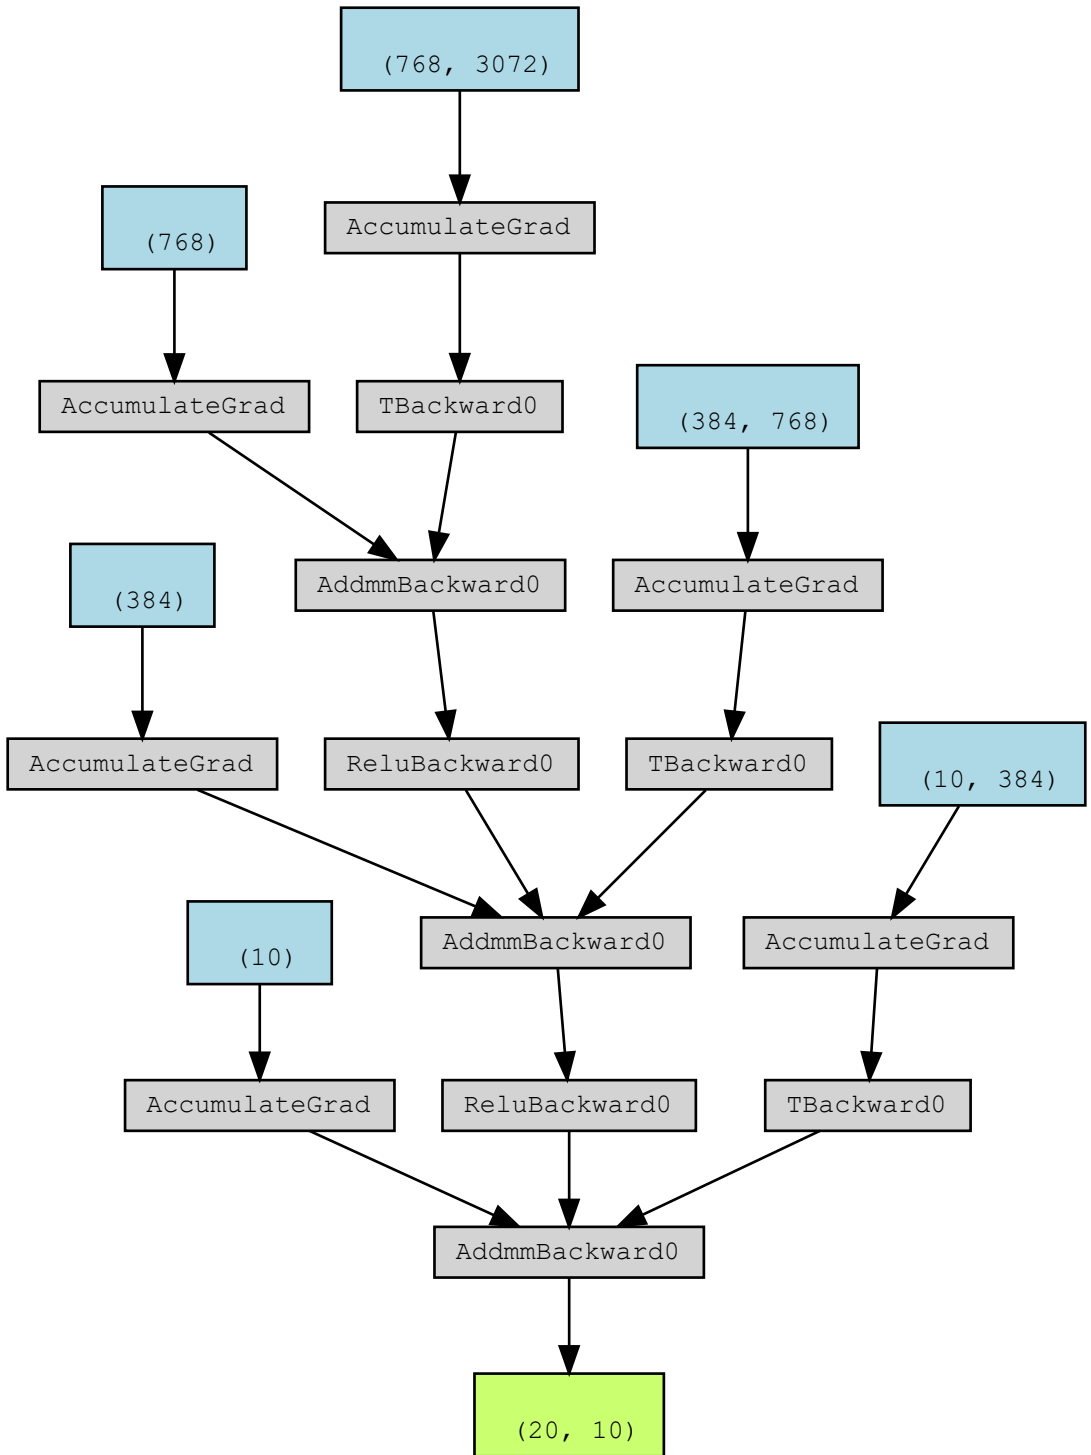 (768, 3072)
(768)
AccumulateGrad
AccumulateGrad
TBackward0
(384, 768)
(384)
AddmmBackward0
AccumulateGrad
AccumulateGrad
ReluBackward0
TBackward0
(10, 384)
(10)
AddmmBackward0
AccumulateGrad
AccumulateGrad
ReluBackward0
TBackward0
AddmmBackward0
(20, 10)